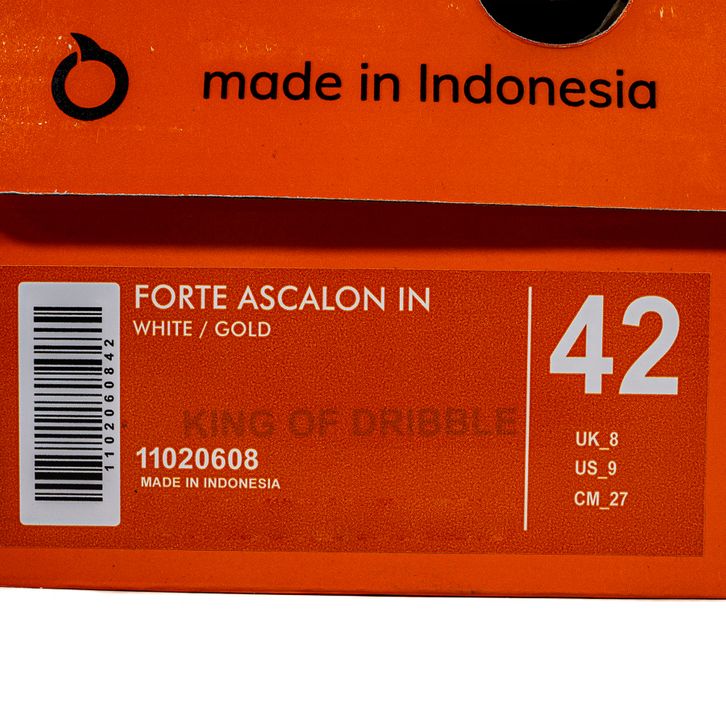 made in Indonesia
FORTE ASCALON IN
WHITE / GOLD
1102060842
KING OF DRIBBLE
11020608
MADE IN INDONESIA
42
UK_8
US_9
CM_27